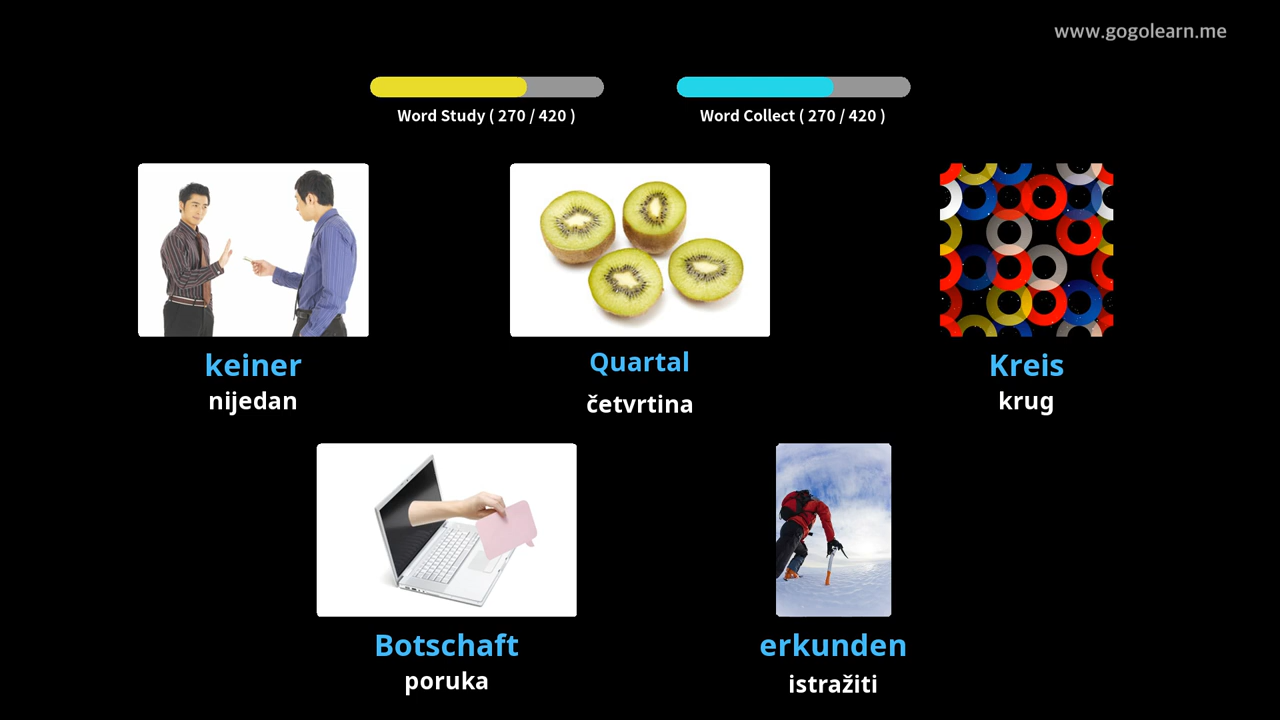 www.gogolearn.me
Word Study ( 270 / 420 )
Word Collect ( 270 / 420 )
keiner
nijedan
Quartal
četvrtina
Kreis
krug
Botschaft
poruka
erkunden
istražiti